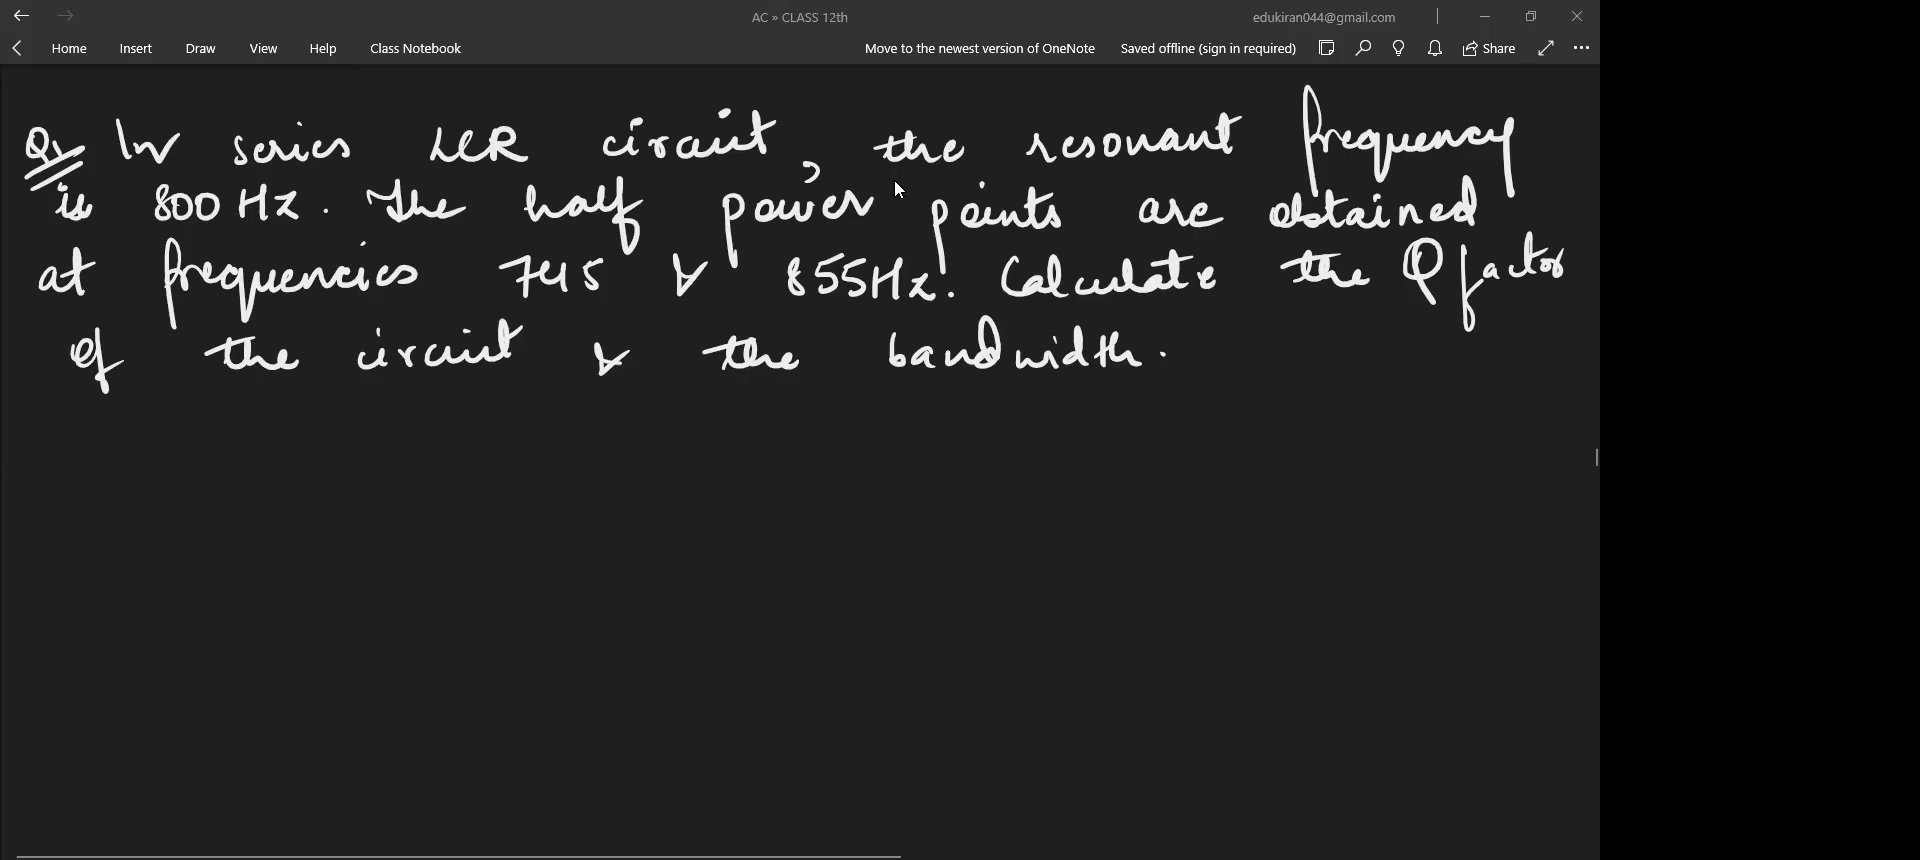 AC » CLASS 12th
edukiran044@gmail.com
Home Insert Draw View Help Class Notebook Move to the newest version of OneNote Saved offline (sign in required) Share
Q1 In series LCR circuit, the resonant frequency
is 800 Hz. The half power points are obtained
at frequencies 745 & 855Hz. Calculate the Q factor
of the circuit & the bandwidth.